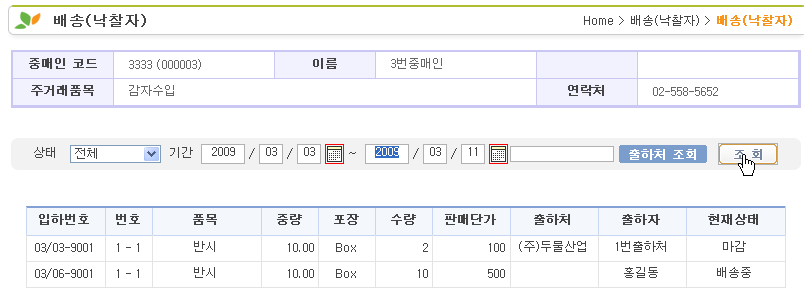 배송(낙찰자)
Home > 배송(낙찰자) > 배송(낙찰자)
중매인 코드 3333 (000003) 이름 3번중매인
주거래품목 감자수입 연락처 02-558-5652
상태 전체 기간 2009 / 03 / 03 ~ 2009 / 03 / 11 출하처 조회 조 회
입하번호 번호 품목 중량 포장 수량 판매단가 출하처 출하자 현재상태
03/03-9001 1 - 1 반시 10.00 Box 2 100 (주)두물산업 1번출하처 마감
03/06-9001 1 - 1 반시 10.00 Box 10 500 홍길동 배송중